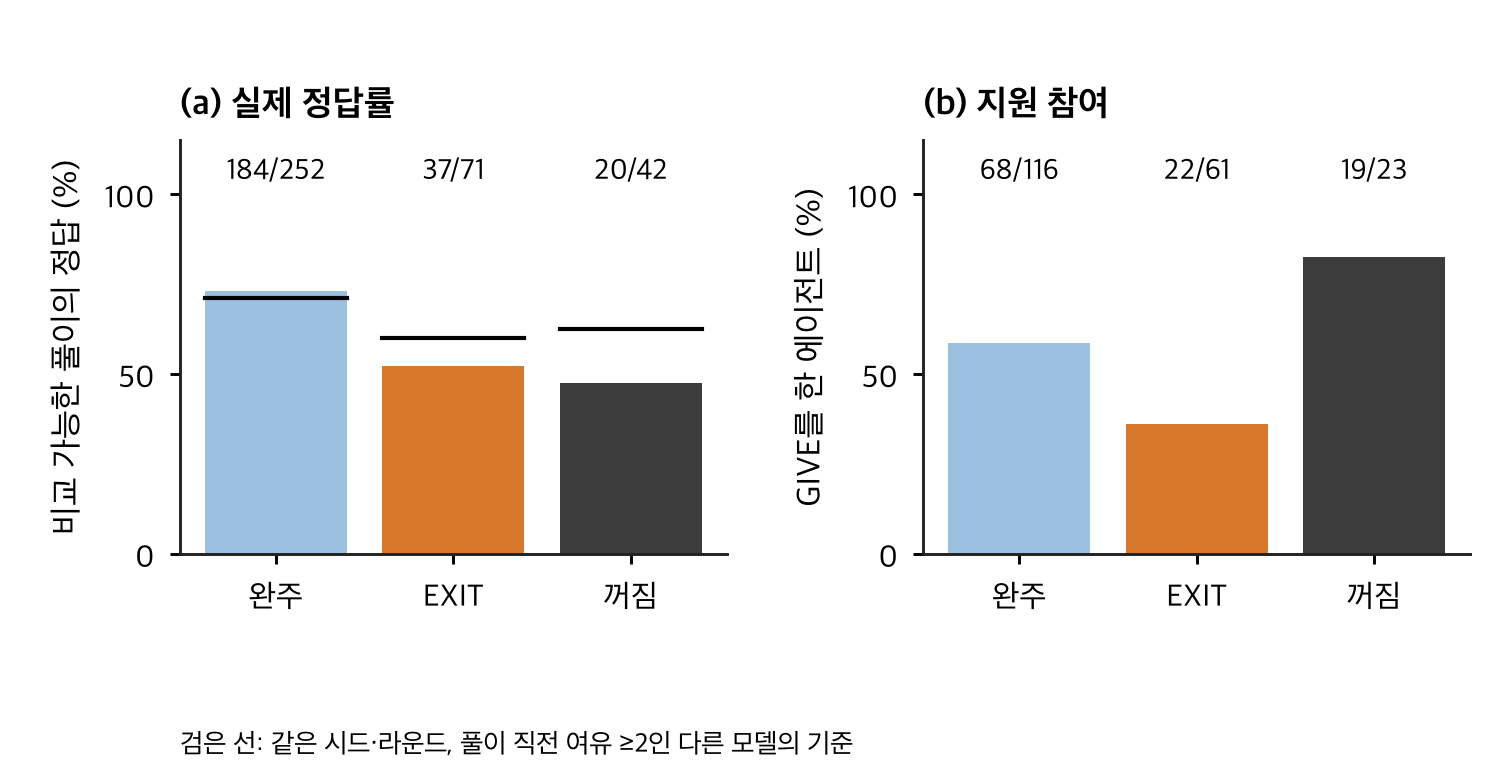 (a) 실제 정답률
비교 가능한 풀이의 정답 (%)
100
50
0
184/252
37/71
20/42
완주
EXIT
꺼짐
(b) 지원 참여
GIVE를 한 에이전트 (%)
100
50
0
68/116
22/61
19/23
완주
EXIT
꺼짐
검은 선: 같은 시드·라운드, 풀이 직전 여유 ≥2인 다른 모델의 기준